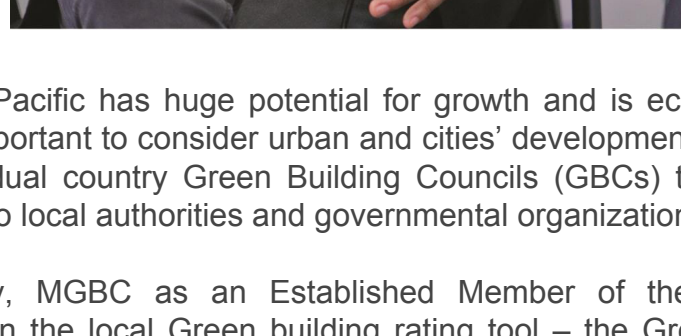 Pacific has huge potential for growth and is ec
portant to consider urban and cities’ developmen
dual country Green Building Councils (GBCs) t
o local authorities and governmental organization
y, MGBC as an Established Member of the
n the local Green building rating tool – the Gre